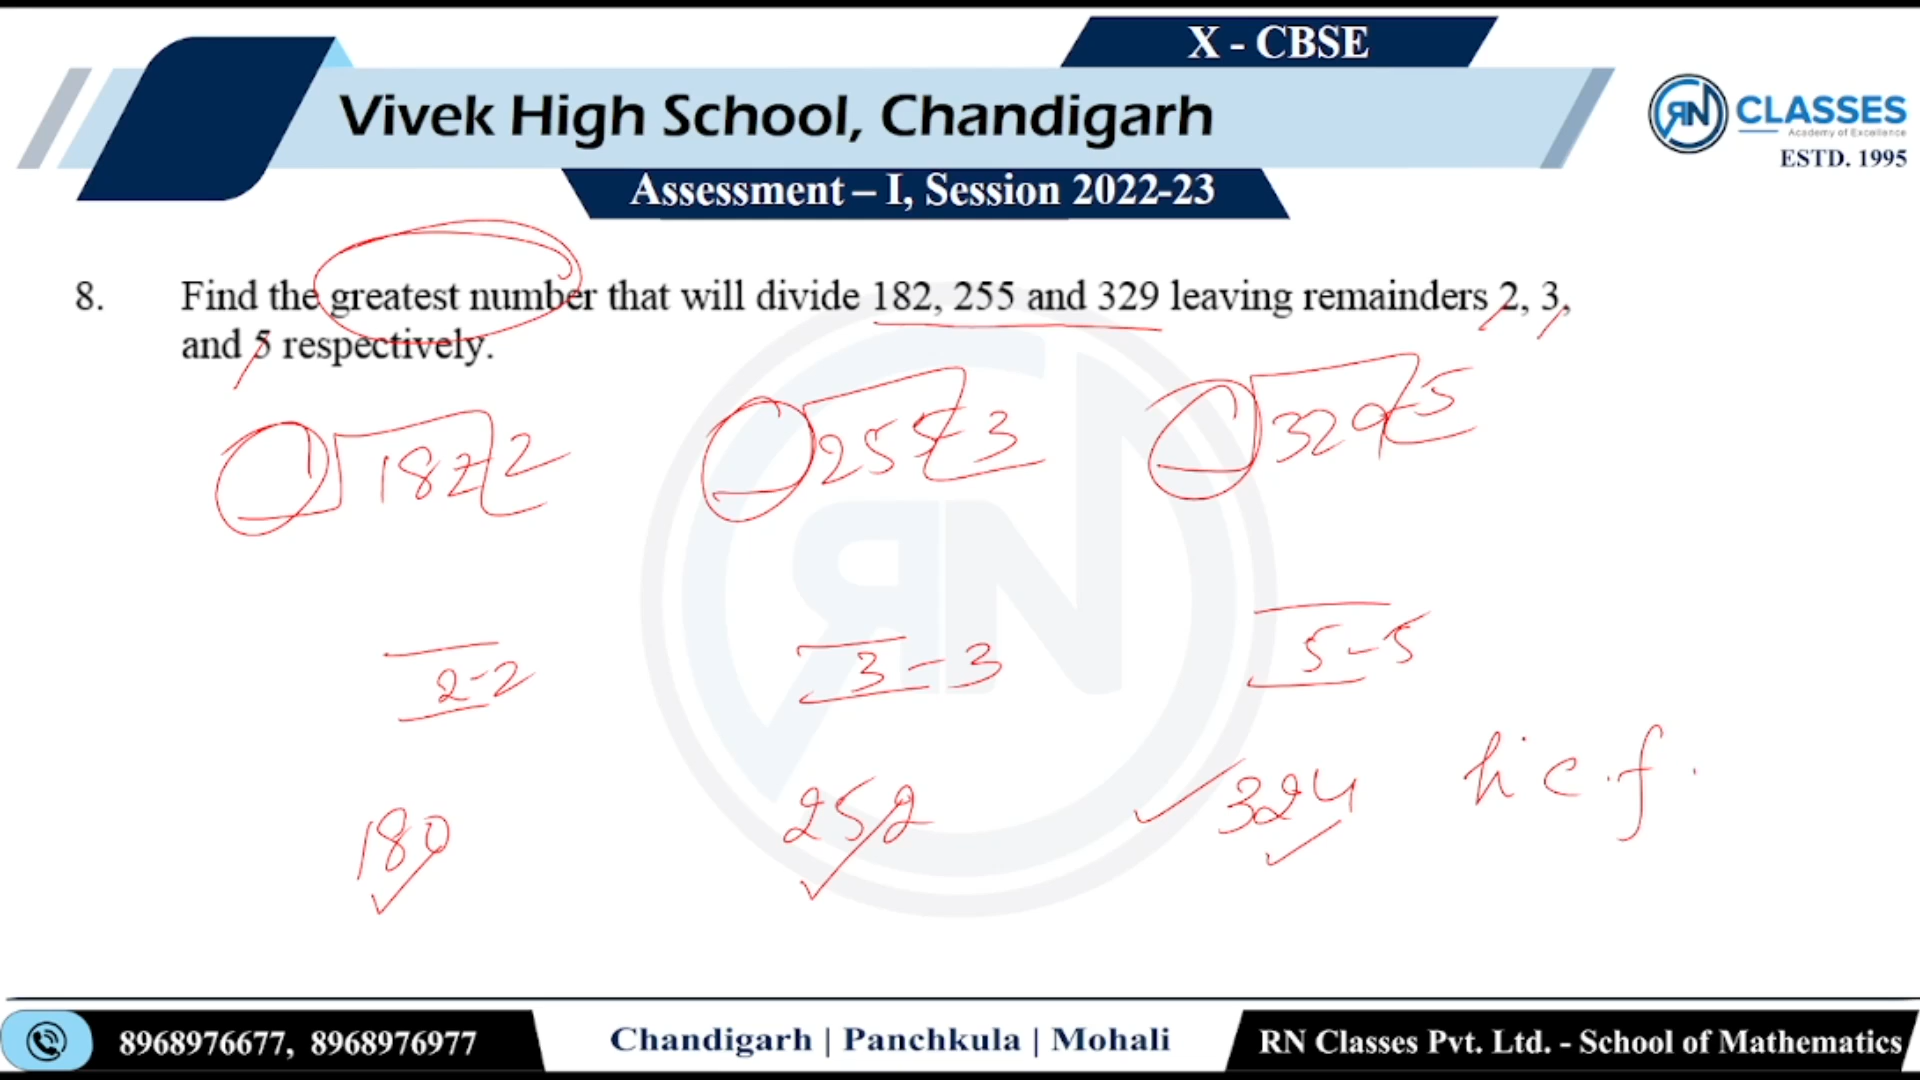 X - CBSE
Vivek High School, Chandigarh
RN CLASSES
Academy of Excellence
ESTD. 1995
Assessment – I, Session 2022-23
8. Find the greatest number that will divide 182, 255 and 329 leaving remainders 2, 3,
and 5 respectively.
182-2 255-3 329-5
2-2 3-3 5-5
180 252 324 h.c.f.
RN
8968976677, 8968976977
Chandigarh | Panchkula | Mohali
RN Classes Pvt. Ltd. - School of Mathematics